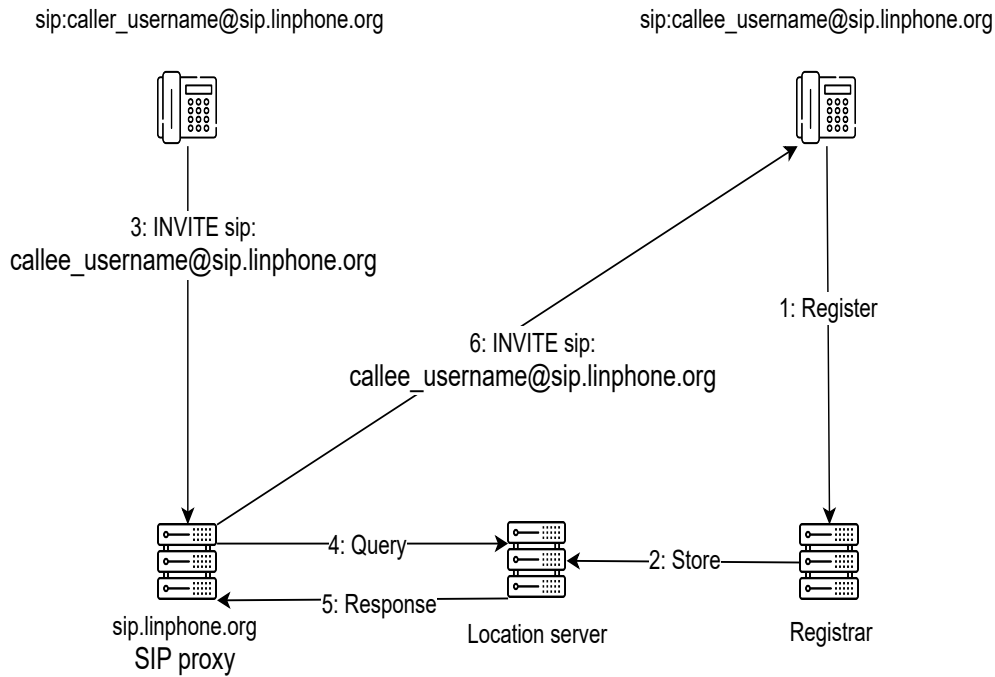 sip:caller_username@sip.linphone.org
sip:callee_username@sip.linphone.org
3: INVITE sip:
callee_username@sip.linphone.org
1: Register
6: INVITE sip:
callee_username@sip.linphone.org
4: Query
2: Store
5: Response
sip.linphone.org
SIP proxy
Location server
Registrar